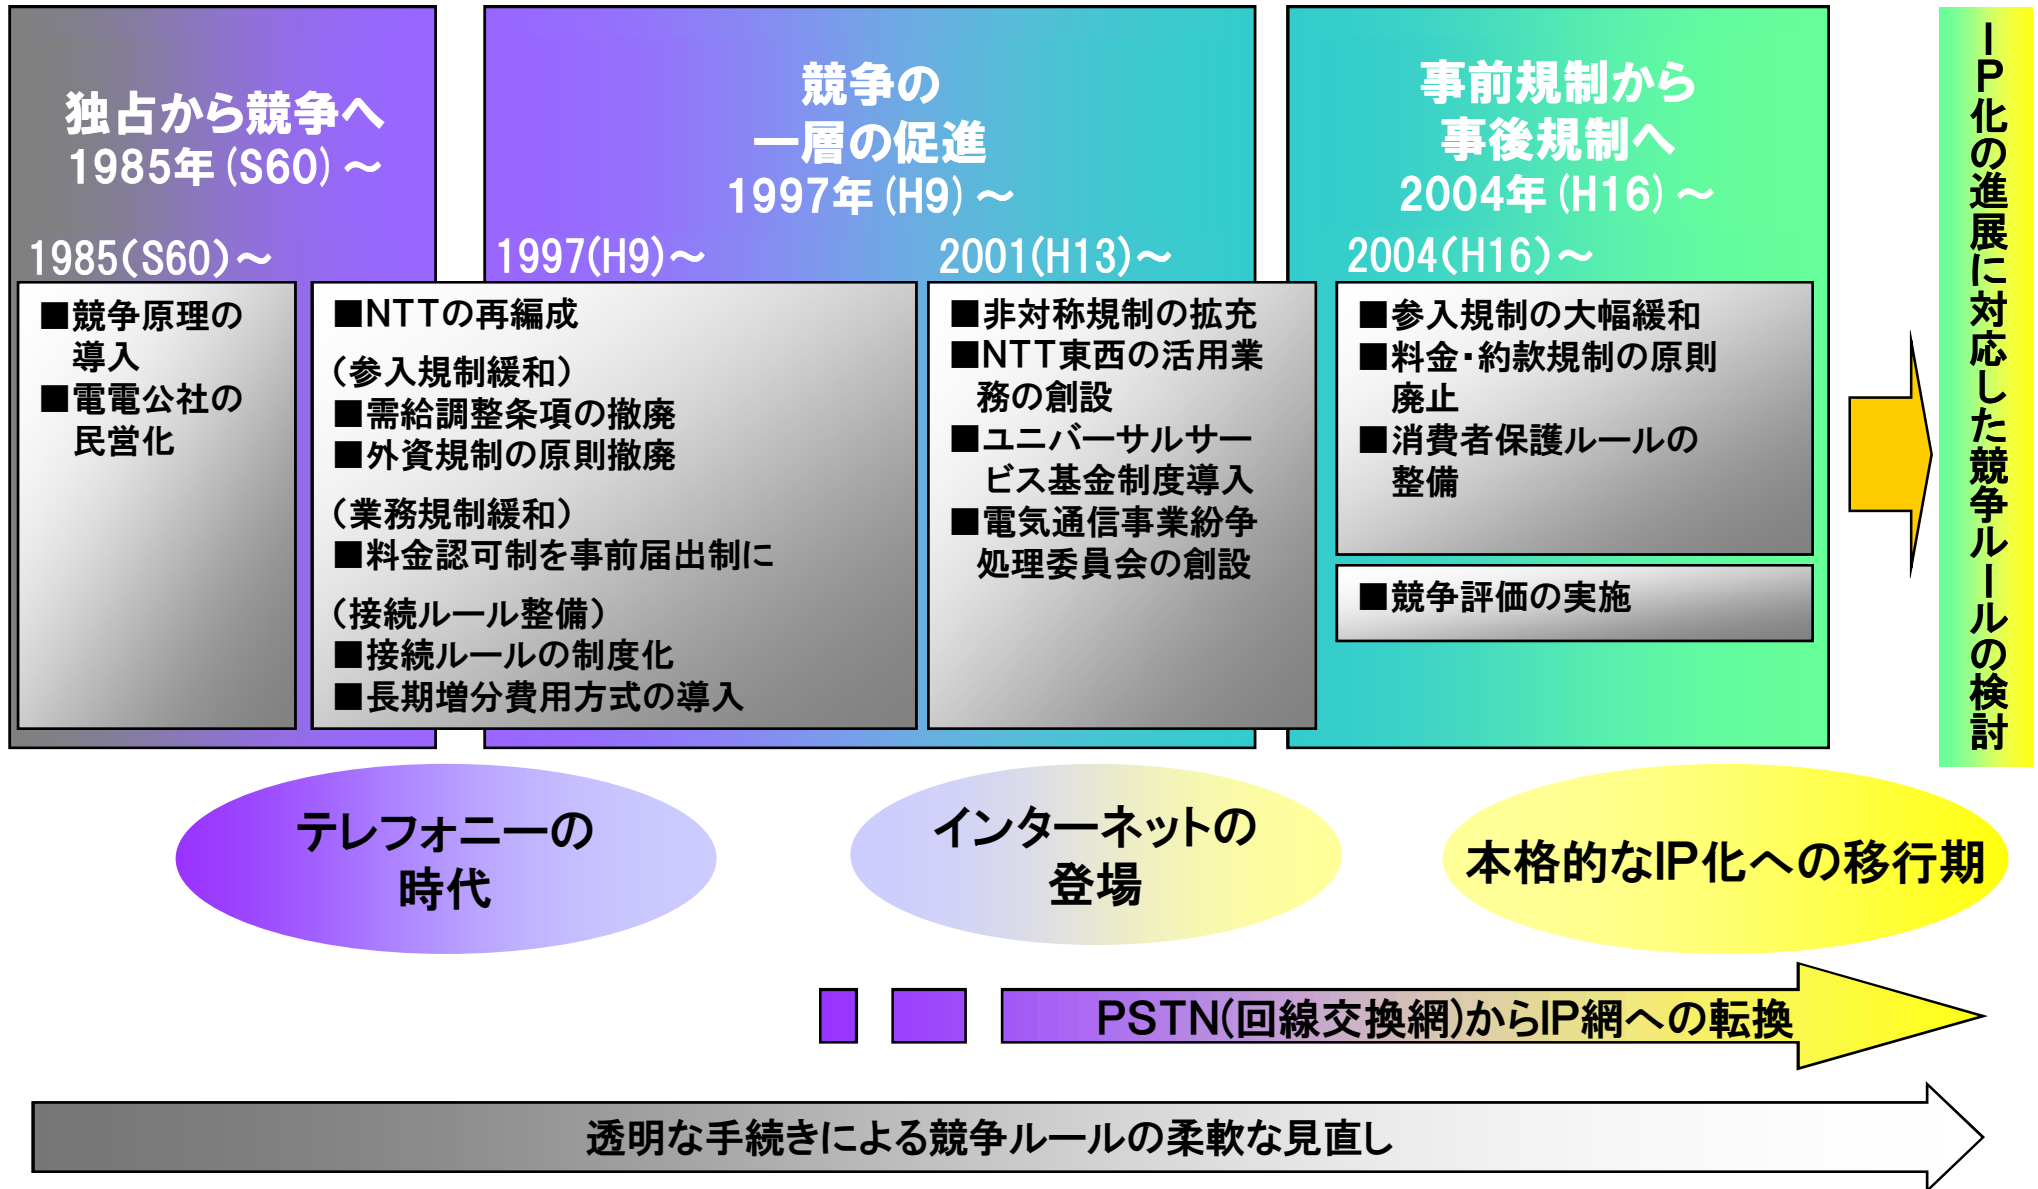 独占から競争へ
1985年(S60)～
競争の
一層の促進
1997年(H9)～
事前規制から
事後規制へ
2004年(H16)～
1985(S60)～
■競争原理の
導入
■電電公社の
民営化
1997(H9)～
■NTTの再編成
(参入規制緩和)
■需給調整条項の撤廃
■外資規制の原則撤廃
(業務規制緩和)
■料金認可制を事前届出制に
(接続ルール整備)
■接続ルールの制度化
■長期増分費用方式の導入
2001(H13)～
■非対称規制の拡充
■NTT東西の活用業
務の創設
■ユニバーサルサー
ビス基金制度導入
■電気通信事業紛争
処理委員会の創設
2004(H16)～
■参入規制の大幅緩和
■料金・約款規制の原則
廃止
■消費者保護ルールの
整備
■競争評価の実施
IP化の進展に対応した競争ルールの検討
テレフォニーの
時代
インターネットの
登場
本格的なIP化への移行期
PSTN(回線交換網)からIP網への転換
透明な手続きによる競争ルールの柔軟な見直し